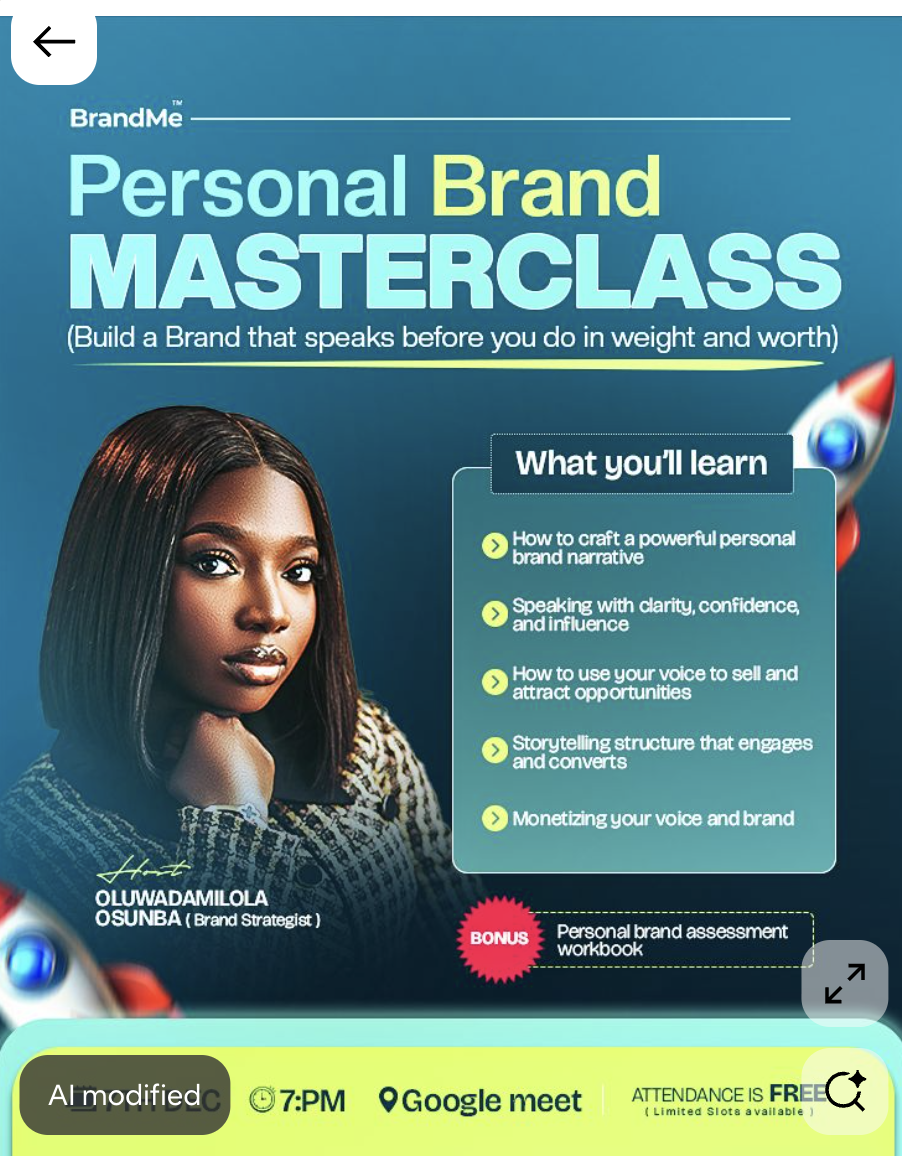 BrandMe™
Personal Brand
MASTERCLASS
(Build a Brand that speaks before you do in weight and worth)
What you'll learn
How to craft a powerful personal
brand narrative
Speaking with clarity, confidence,
and influence
How to use your voice to sell and
attract opportunities
Storytelling structure that engages
and converts
Monetizing your voice and brand
Host
OLUWADAMILOLA
OSUNBA ( Brand Strategist )
BONUS
Personal brand assessment
workbook
AI modified
DEC
7:PM
Google meet
ATTENDANCE IS FREE
( Limited Slots available )